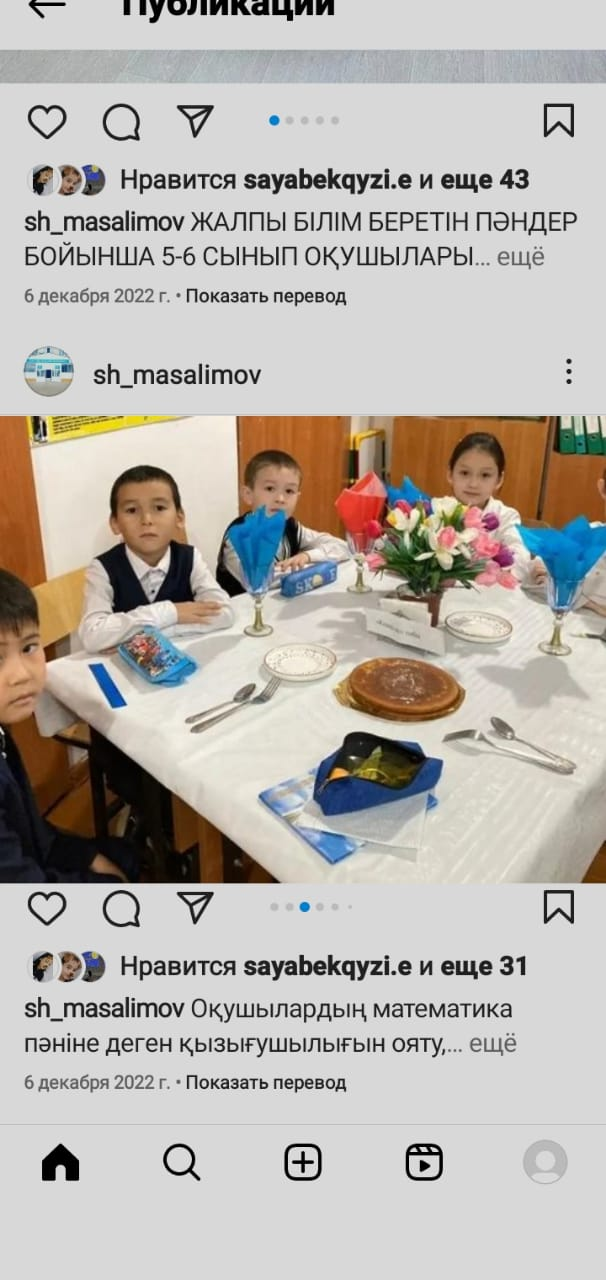 Публикации
Нравится sayabekqyzi.e и еще 43
sh_masalimov ЖАЛПЫ БІЛІМ БЕРЕТІН ПӘНДЕР
БОЙЫНША 5-6 СЫНЫП ОҚУШЫЛАРЫ... ещё
6 декабря 2022 г. • Показать перевод
sh_masalimov
Нравится sayabekqyzi.e и еще 31
sh_masalimov Оқушылардың математика
пәніне деген қызығушылығын ояту,... ещё
6 декабря 2022 г. • Показать перевод